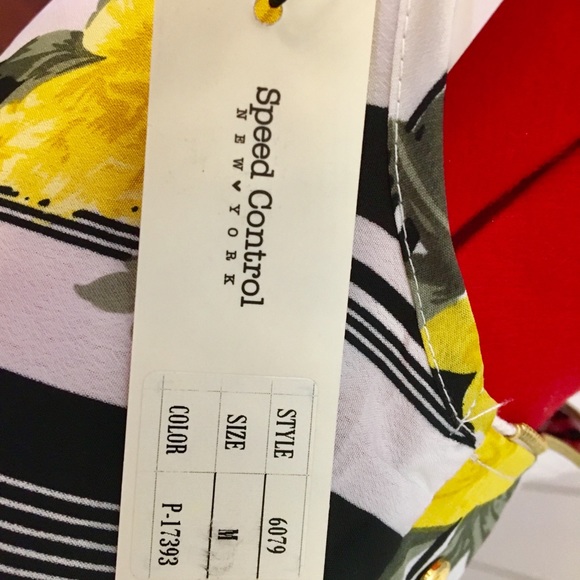 Speed Control
NEW ♥ YORK
STYLE 6079
SIZE M
COLOR P-17393